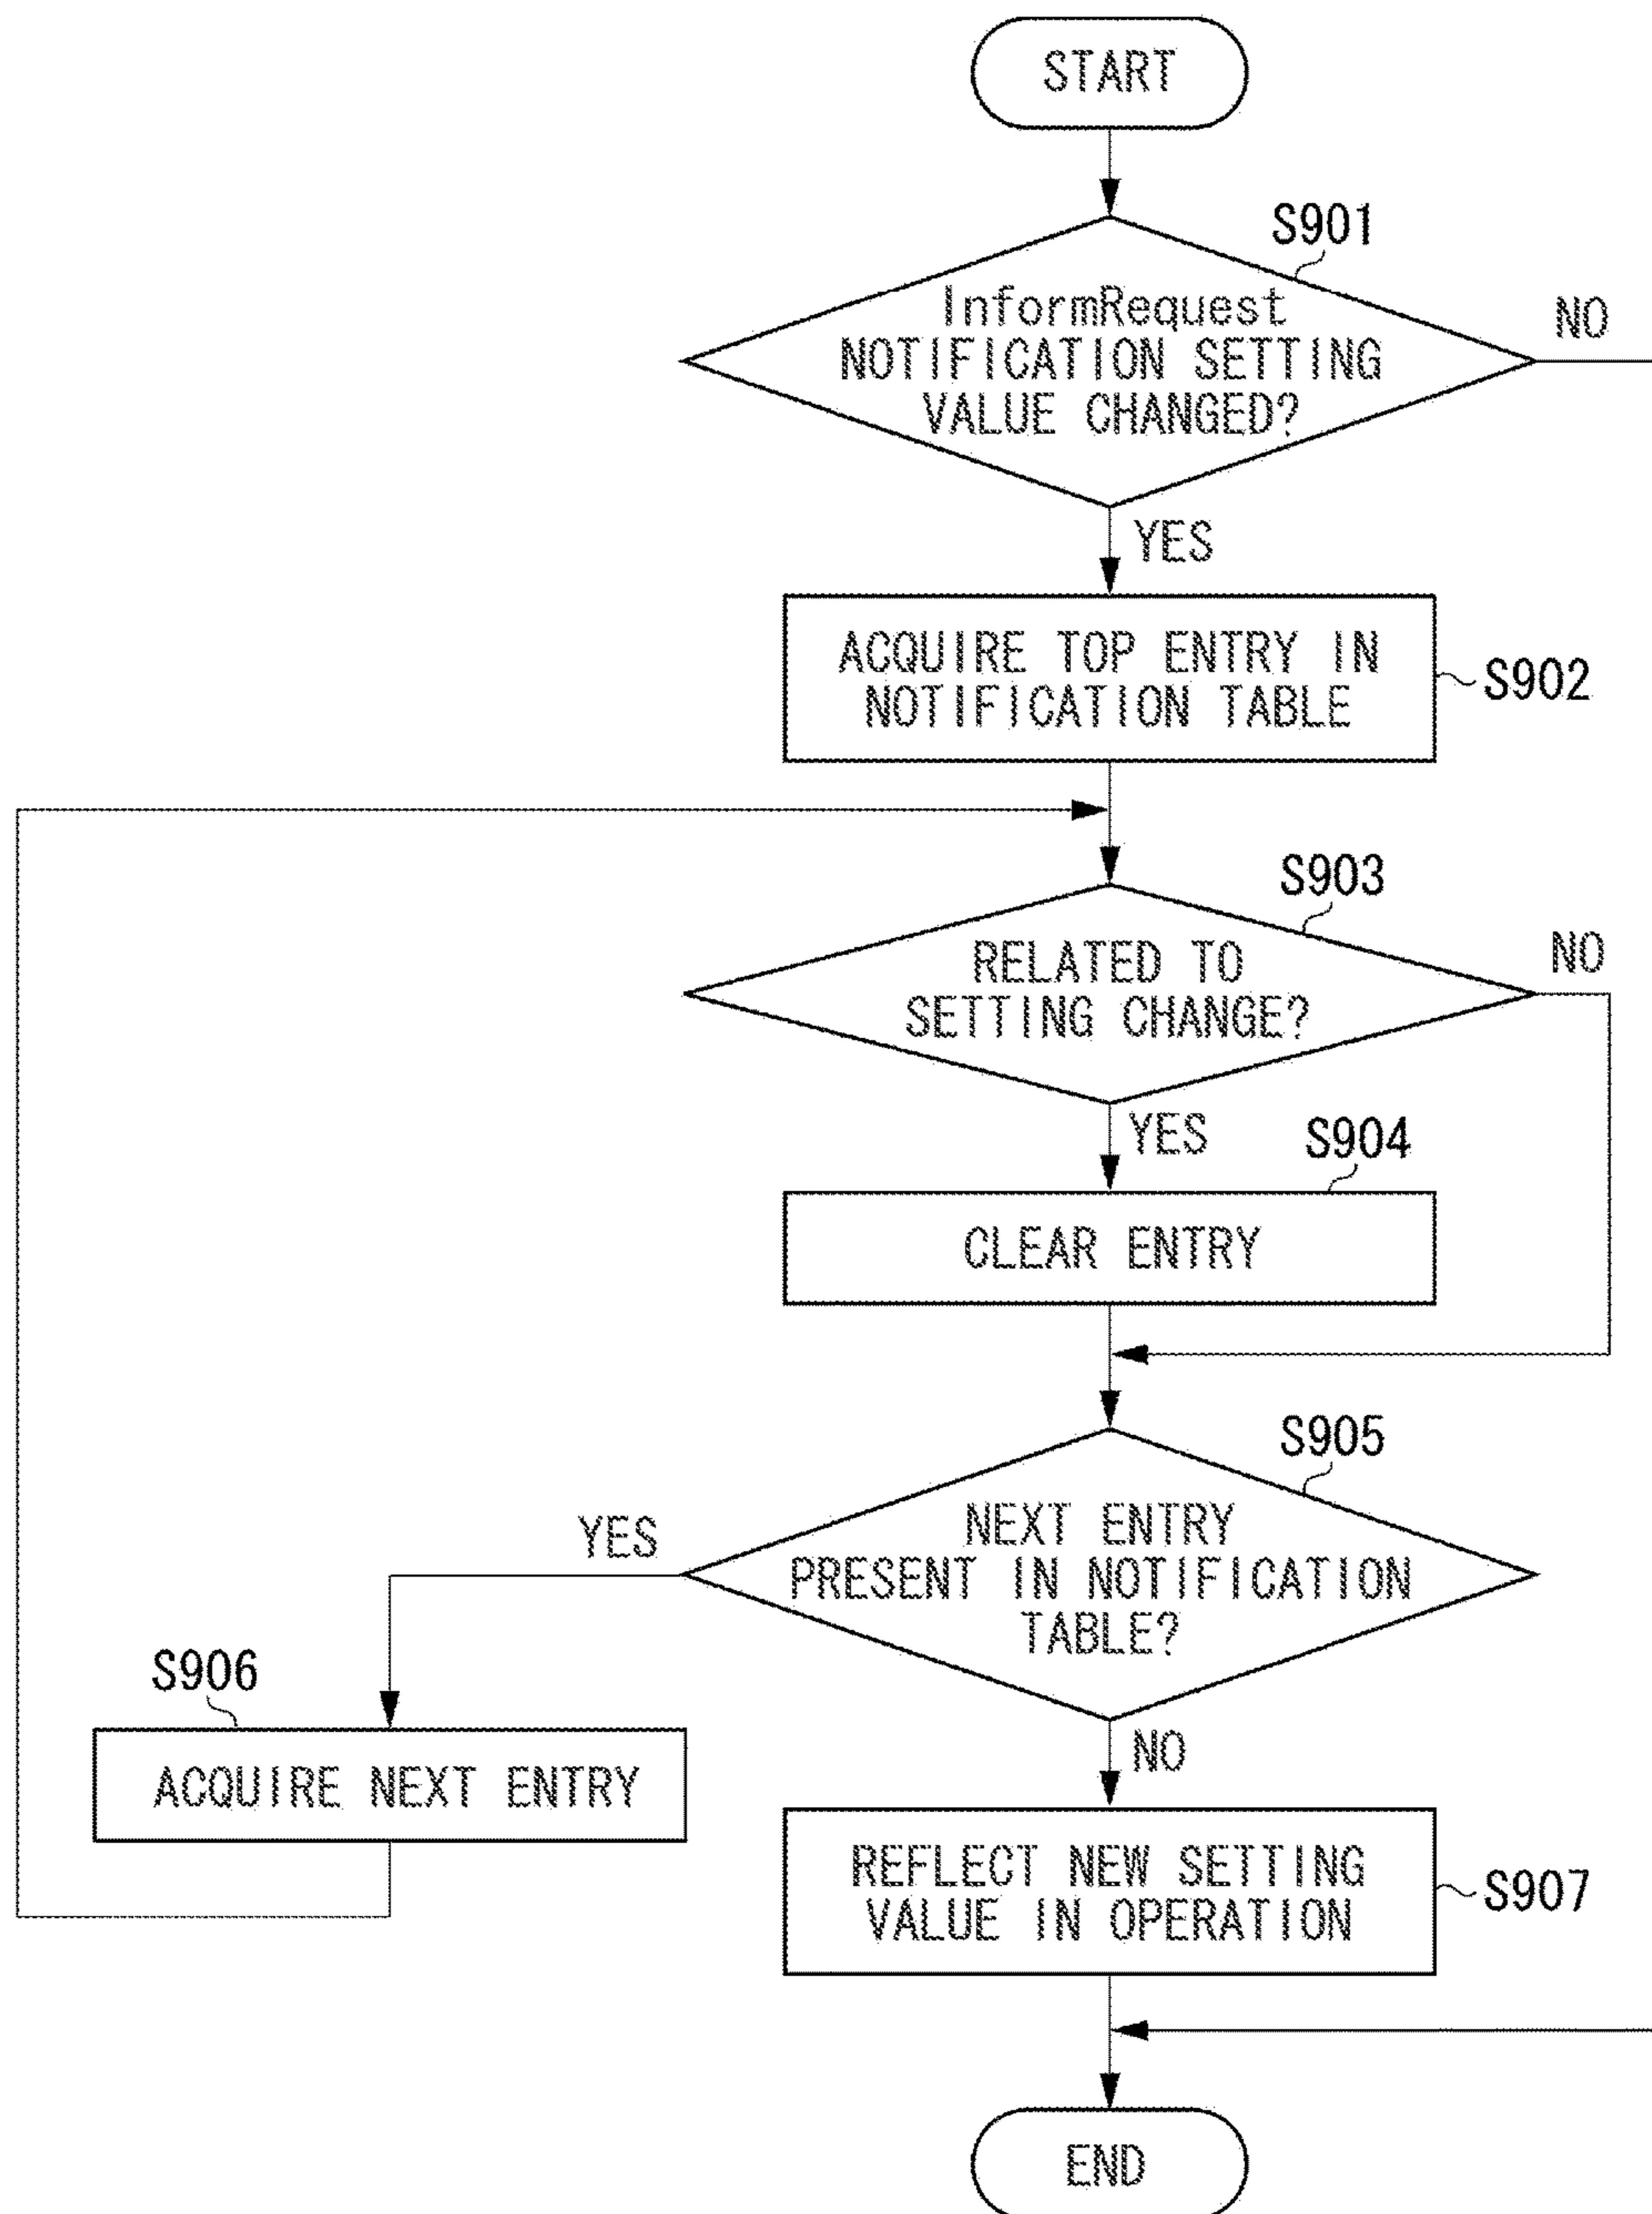 START
S901
InformRequest
NOTIFICATION SETTING
VALUE CHANGED?
NO
YES
ACQUIRE TOP ENTRY IN
NOTIFICATION TABLE
S902
S903
RELATED TO
SETTING CHANGE?
NO
YES
S904
CLEAR ENTRY
S905
NEXT ENTRY
PRESENT IN NOTIFICATION
TABLE?
YES
S906
ACQUIRE NEXT ENTRY
NO
REFLECT NEW SETTING
VALUE IN OPERATION
S907
END